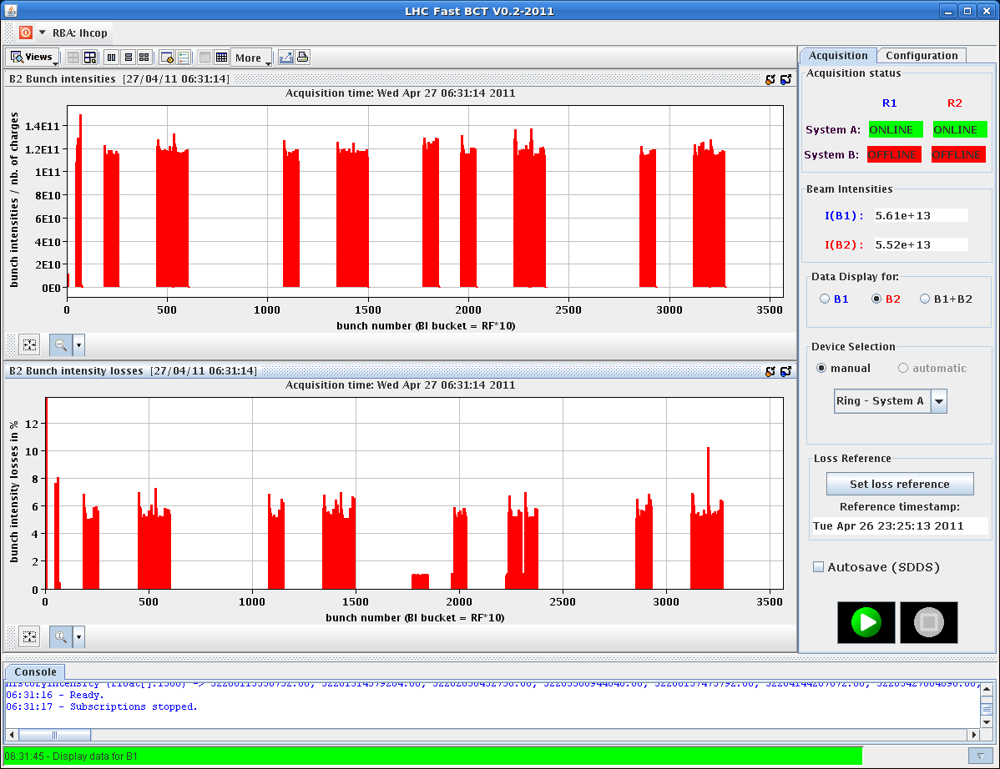 LHC Fast BCT V0.2-2011
RBA: lhcop
Views
More
B2 Bunch intensities [27/04/11 06:31:14]
Acquisition time: Wed Apr 27 06:31:14 2011
bunch intensities / nb. of charges
1.4E11
1.2E11
1E11
8E10
6E10
4E10
2E10
0E0
0 500 1000 1500 2000 2500 3000 3500
bunch number (BI bucket = RF*10)
B2 Bunch intensity losses [27/04/11 06:31:14]
Acquisition time: Wed Apr 27 06:31:14 2011
bunch intensity losses in %
12
10
8
6
4
2
0
0 500 1000 1500 2000 2500 3000 3500
bunch number (BI bucket = RF*10)
Acquisition Configuration
Acquisition status
R1 R2
System A: ONLINE ONLINE
System B: OFFLINE OFFLINE
Beam Intensities
I(B1) : 5.61e+13
I(B2) : 5.52e+13
Data Display for:
B1 B2 B1+B2
Device Selection
manual automatic
Ring - System A
Loss Reference
Set loss reference
Reference timestamp:
Tue Apr 26 23:25:13 2011
Autosave (SDDS)
Console
06:31:16 - Ready.
06:31:17 - Subscriptions stopped.
06:31:45 - Display data for B1